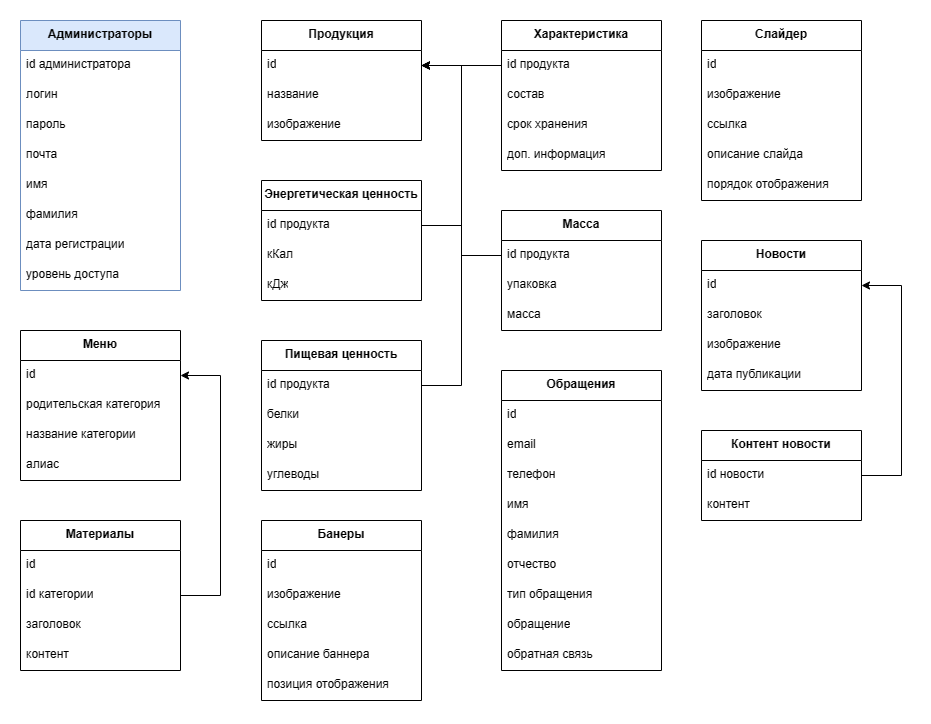 Администраторы
id администратора
логин
пароль
почта
имя
фамилия
дата регистрации
уровень доступа
Меню
id
родительская категория
название категории
алиас
Материалы
id
id категории
заголовок
контент
Продукция
id
название
изображение
Энергетическая ценность
id продукта
кКал
кДж
Пищевая ценность
id продукта
белки
жиры
углеводы
Банеры
id
изображение
ссылка
описание баннера
позиция отображения
Характеристика
id продукта
состав
срок хранения
доп. информация
Масса
id продукта
упаковка
масса
Обращения
id
email
телефон
имя
фамилия
отчество
тип обращения
обращение
обратная связь
Слайдер
id
изображение
ссылка
описание слайда
порядок отображения
Новости
id
заголовок
изображение
дата публикации
Контент новости
id новости
контент